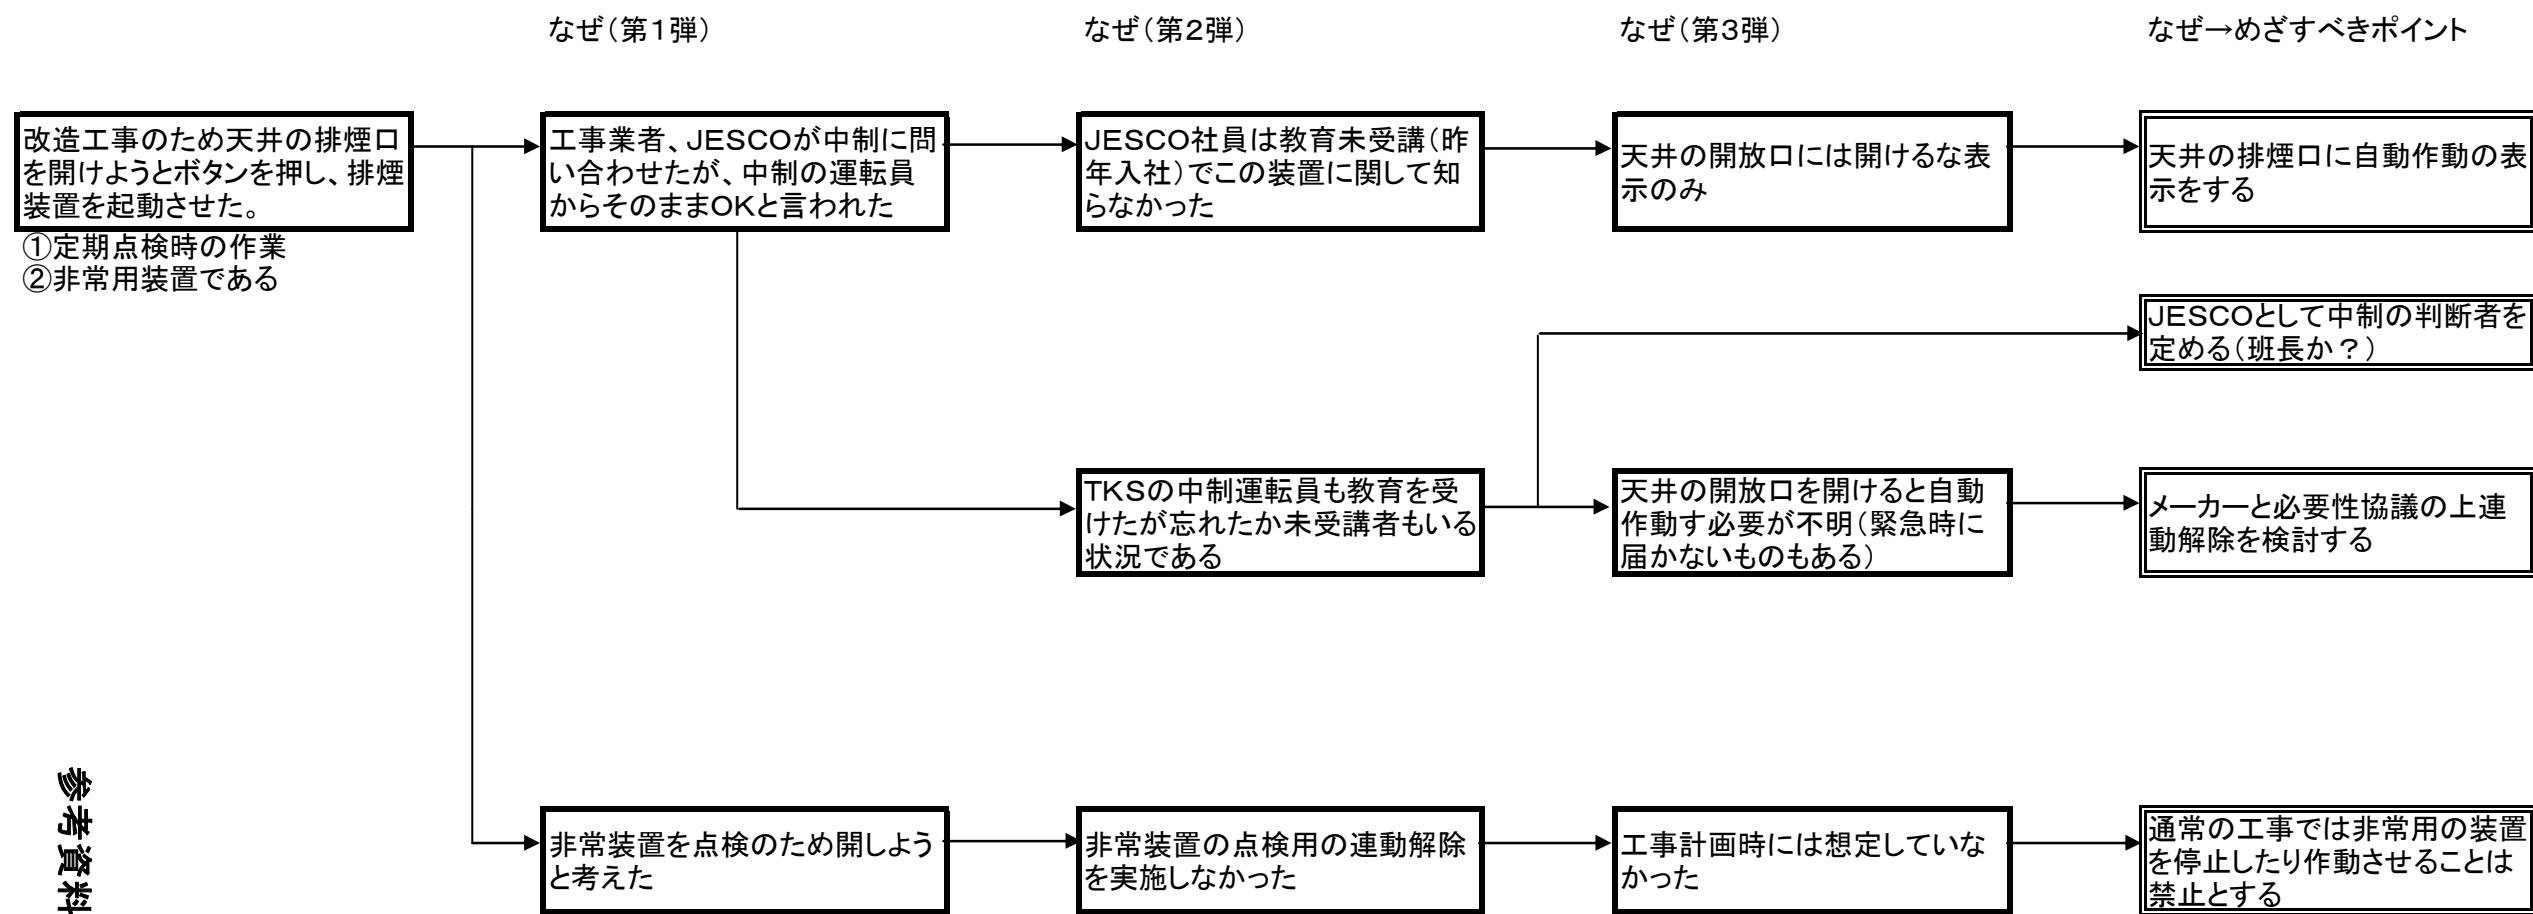 なぜ（第1弾）
なぜ（第2弾）
なぜ（第3弾）
なぜ→めざすべきポイント
改造工事のため天井の排煙口
を開けようとボタンを押し、排煙
装置を起動させた。
①定期点検時の作業
②非常用装置である
工事業者、JESCOが中制に問
い合わせたが、中制の運転員
からそのままOKと言われた
JESCO社員は教育未受講（昨
年入社）でこの装置に関して知
らなかった
天井の開放口には開けるな表
示のみ
天井の排煙口に自動作動の表
示をする
JESCOとして中制の判断者を
定める（班長か？）
TKSの中制運転員も教育を受
けたが忘れたか未受講者もいる
状況である
天井の開放口を開けると自動
作動す必要が不明（緊急時に
届かないものもある）
メーカーと必要性協議の上連
動解除を検討する
非常装置を点検のため開しよう
と考えた
非常装置の点検用の連動解除
を実施しなかった
工事計画時には想定していな
かった
通常の工事では非常用の装置
を停止したり作動させることは
禁止とする
参考資料